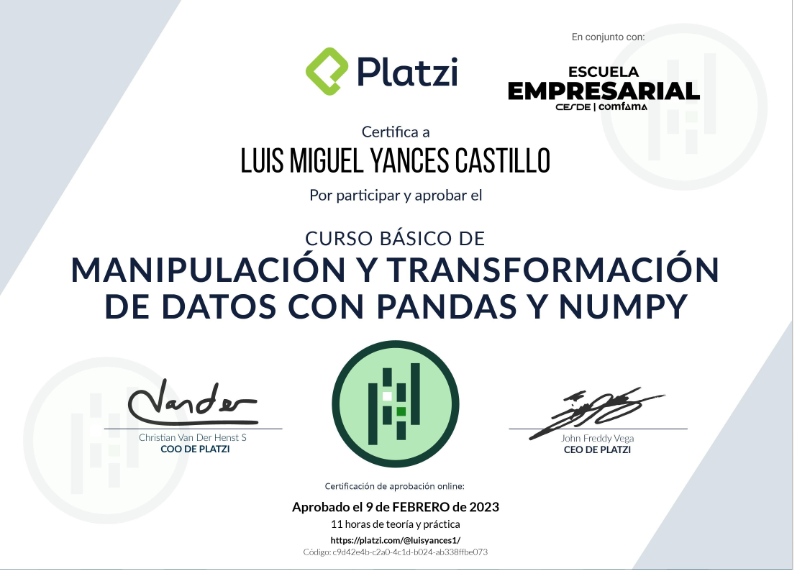 En conjunto con:
Platzi
ESCUELA
EMPRESARIAL
CESDE | comfama
Certifica a
LUIS MIGUEL YANCES CASTILLO
Por participar y aprobar el
CURSO BÁSICO DE
MANIPULACIÓN Y TRANSFORMACIÓN
DE DATOS CON PANDAS Y NUMPY
Vander
Christian Van Der Henst S
COO DE PLATZI
John Freddy Vega
CEO DE PLATZI
Certificación de aprobación online:
Aprobado el 9 de FEBRERO de 2023
11 horas de teoría y práctica
https://platzi.com/@luisyances1/
Código: c9d42e4b-c2a0-4c1d-b024-ab338ffbe073